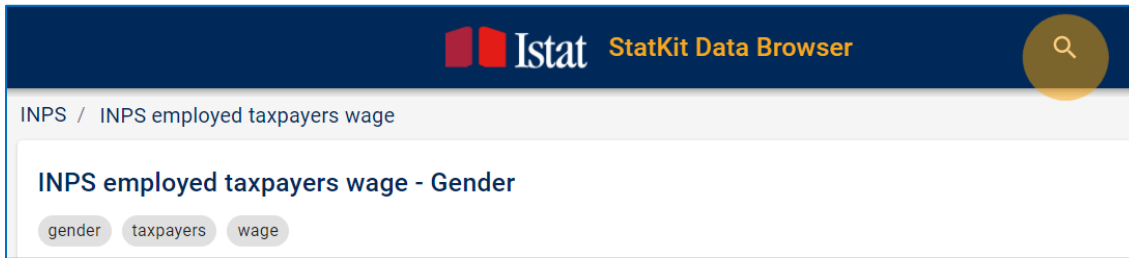 Istat StatKit Data Browser
INPS / INPS employed taxpayers wage
INPS employed taxpayers wage - Gender
gender taxpayers wage